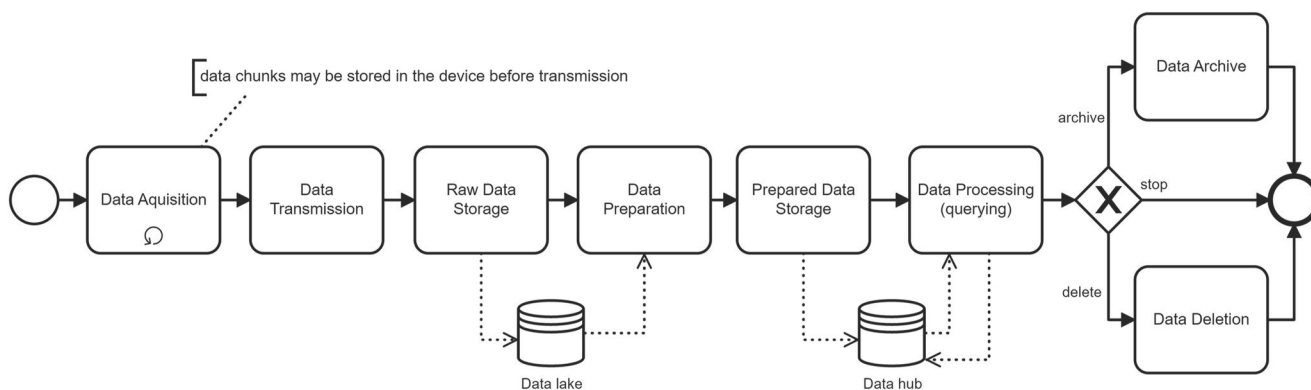 data chunks may be stored in the device before transmission
Data Aquisition
Data
Transmission
Raw Data
Storage
Data
Preparation
Prepared Data
Storage
Data Processing
(querying)
Data lake
Data hub
X
archive
stop
delete
Data Archive
Data Deletion